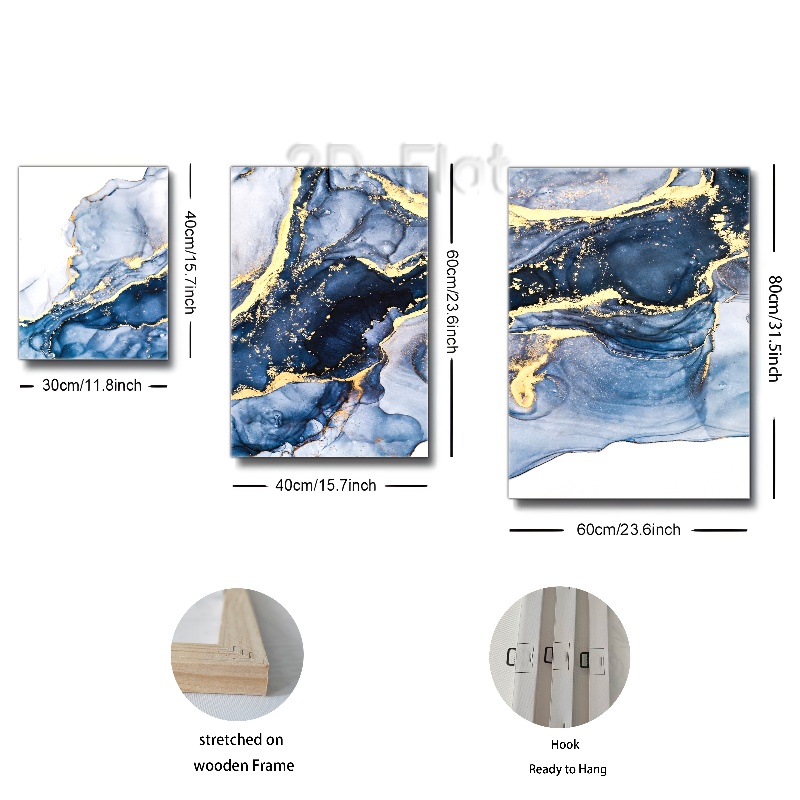 2D Flat
40cm/15.7inch
60cm/23.6inch
80cm/31.5inch
30cm/11.8inch
40cm/15.7inch
60cm/23.6inch
stretched on
wooden Frame
Hook
Ready to Hang